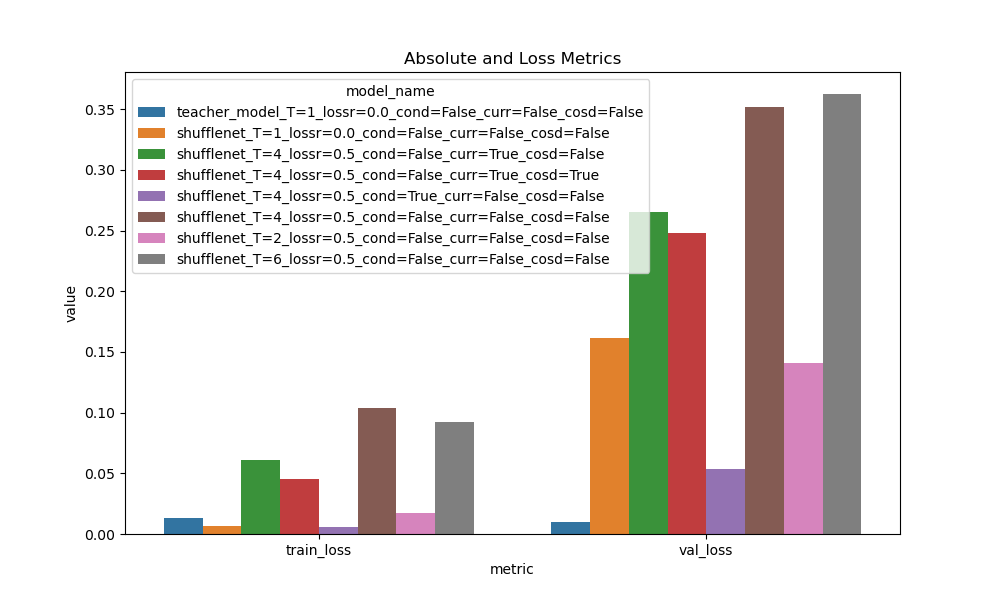 Absolute and Loss Metrics
model_name
teacher_model_T=1_lossr=0.0_cond=False_curr=False_cosd=False
shufflenet_T=1_lossr=0.0_cond=False_curr=False_cosd=False
shufflenet_T=4_lossr=0.5_cond=False_curr=True_cosd=False
shufflenet_T=4_lossr=0.5_cond=False_curr=True_cosd=True
shufflenet_T=4_lossr=0.5_cond=True_curr=False_cosd=False
shufflenet_T=4_lossr=0.5_cond=False_curr=False_cosd=False
shufflenet_T=2_lossr=0.5_cond=False_curr=False_cosd=False
shufflenet_T=6_lossr=0.5_cond=False_curr=False_cosd=False
0.35
0.30
0.25
0.20
0.15
0.10
0.05
0.00
value
train_loss
val_loss
metric